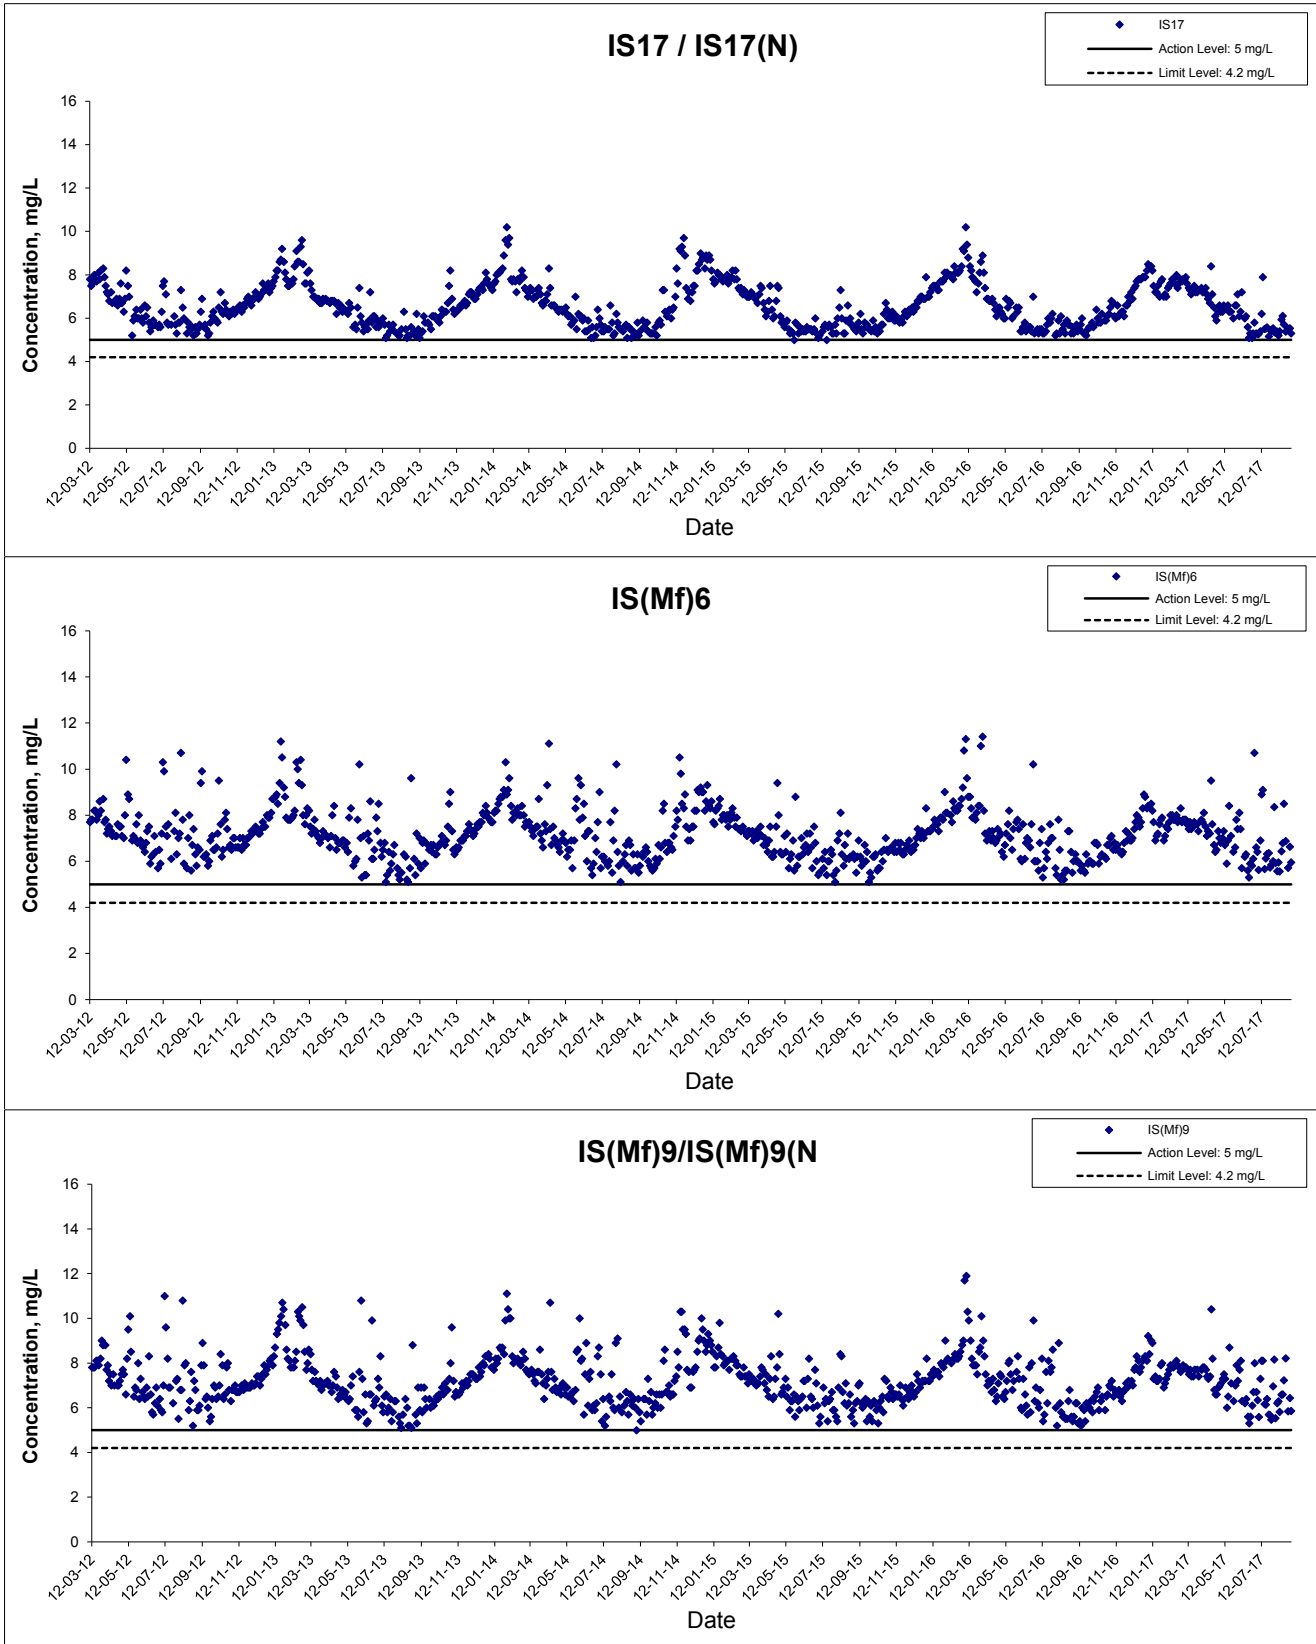 IS17 / IS17(N)
IS17
Action Level: 5 mg/L
Limit Level: 4.2 mg/L
Concentration, mg/L
16
14
12
10
8
6
4
2
0
12-03-12 12-05-12 12-07-12 12-09-12 12-11-12 12-01-13 12-03-13 12-05-13 12-07-13 12-09-13 12-11-13 12-01-14 12-03-14 12-05-14 12-07-14 12-09-14 12-11-14 12-01-15 12-03-15 12-05-15 12-07-15 12-09-15 12-11-15 12-01-16 12-03-16 12-05-16 12-07-16 12-09-16 12-11-16 12-01-17 12-03-17 12-05-17 12-07-17
Date
IS(Mf)6
IS(Mf)6
Action Level: 5 mg/L
Limit Level: 4.2 mg/L
Concentration, mg/L
16
14
12
10
8
6
4
2
0
12-03-12 12-05-12 12-07-12 12-09-12 12-11-12 12-01-13 12-03-13 12-05-13 12-07-13 12-09-13 12-11-13 12-01-14 12-03-14 12-05-14 12-07-14 12-09-14 12-11-14 12-01-15 12-03-15 12-05-15 12-07-15 12-09-15 12-11-15 12-01-16 12-03-16 12-05-16 12-07-16 12-09-16 12-11-16 12-01-17 12-03-17 12-05-17 12-07-17
Date
IS(Mf)9/IS(Mf)9(N
IS(Mf)9
Action Level: 5 mg/L
Limit Level: 4.2 mg/L
Concentration, mg/L
16
14
12
10
8
6
4
2
0
12-03-12 12-05-12 12-07-12 12-09-12 12-11-12 12-01-13 12-03-13 12-05-13 12-07-13 12-09-13 12-11-13 12-01-14 12-03-14 12-05-14 12-07-14 12-09-14 12-11-14 12-01-15 12-03-15 12-05-15 12-07-15 12-09-15 12-11-15 12-01-16 12-03-16 12-05-16 12-07-16 12-09-16 12-11-16 12-01-17 12-03-17 12-05-17 12-07-17
Date